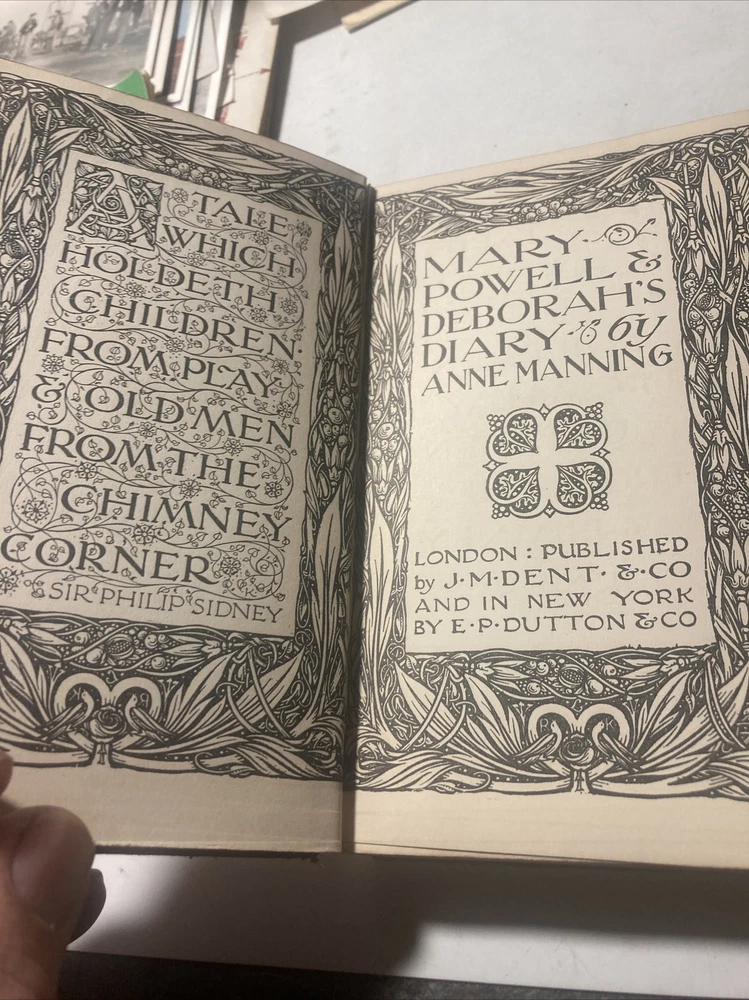 A TALE
WHICH
HOLDETH
CHILDREN
FROM PLAY
& OLD MEN
FROM THE
CHIMNEY
CORNER
SIR PHILIP SIDNEY
MARY
POWELL &
DEBORAH'S
DIARY by
ANNE MANNING
LONDON: PUBLISHED
by J·M·DENT·&·CO
AND IN NEW YORK
BY E·P·DUTTON & CO